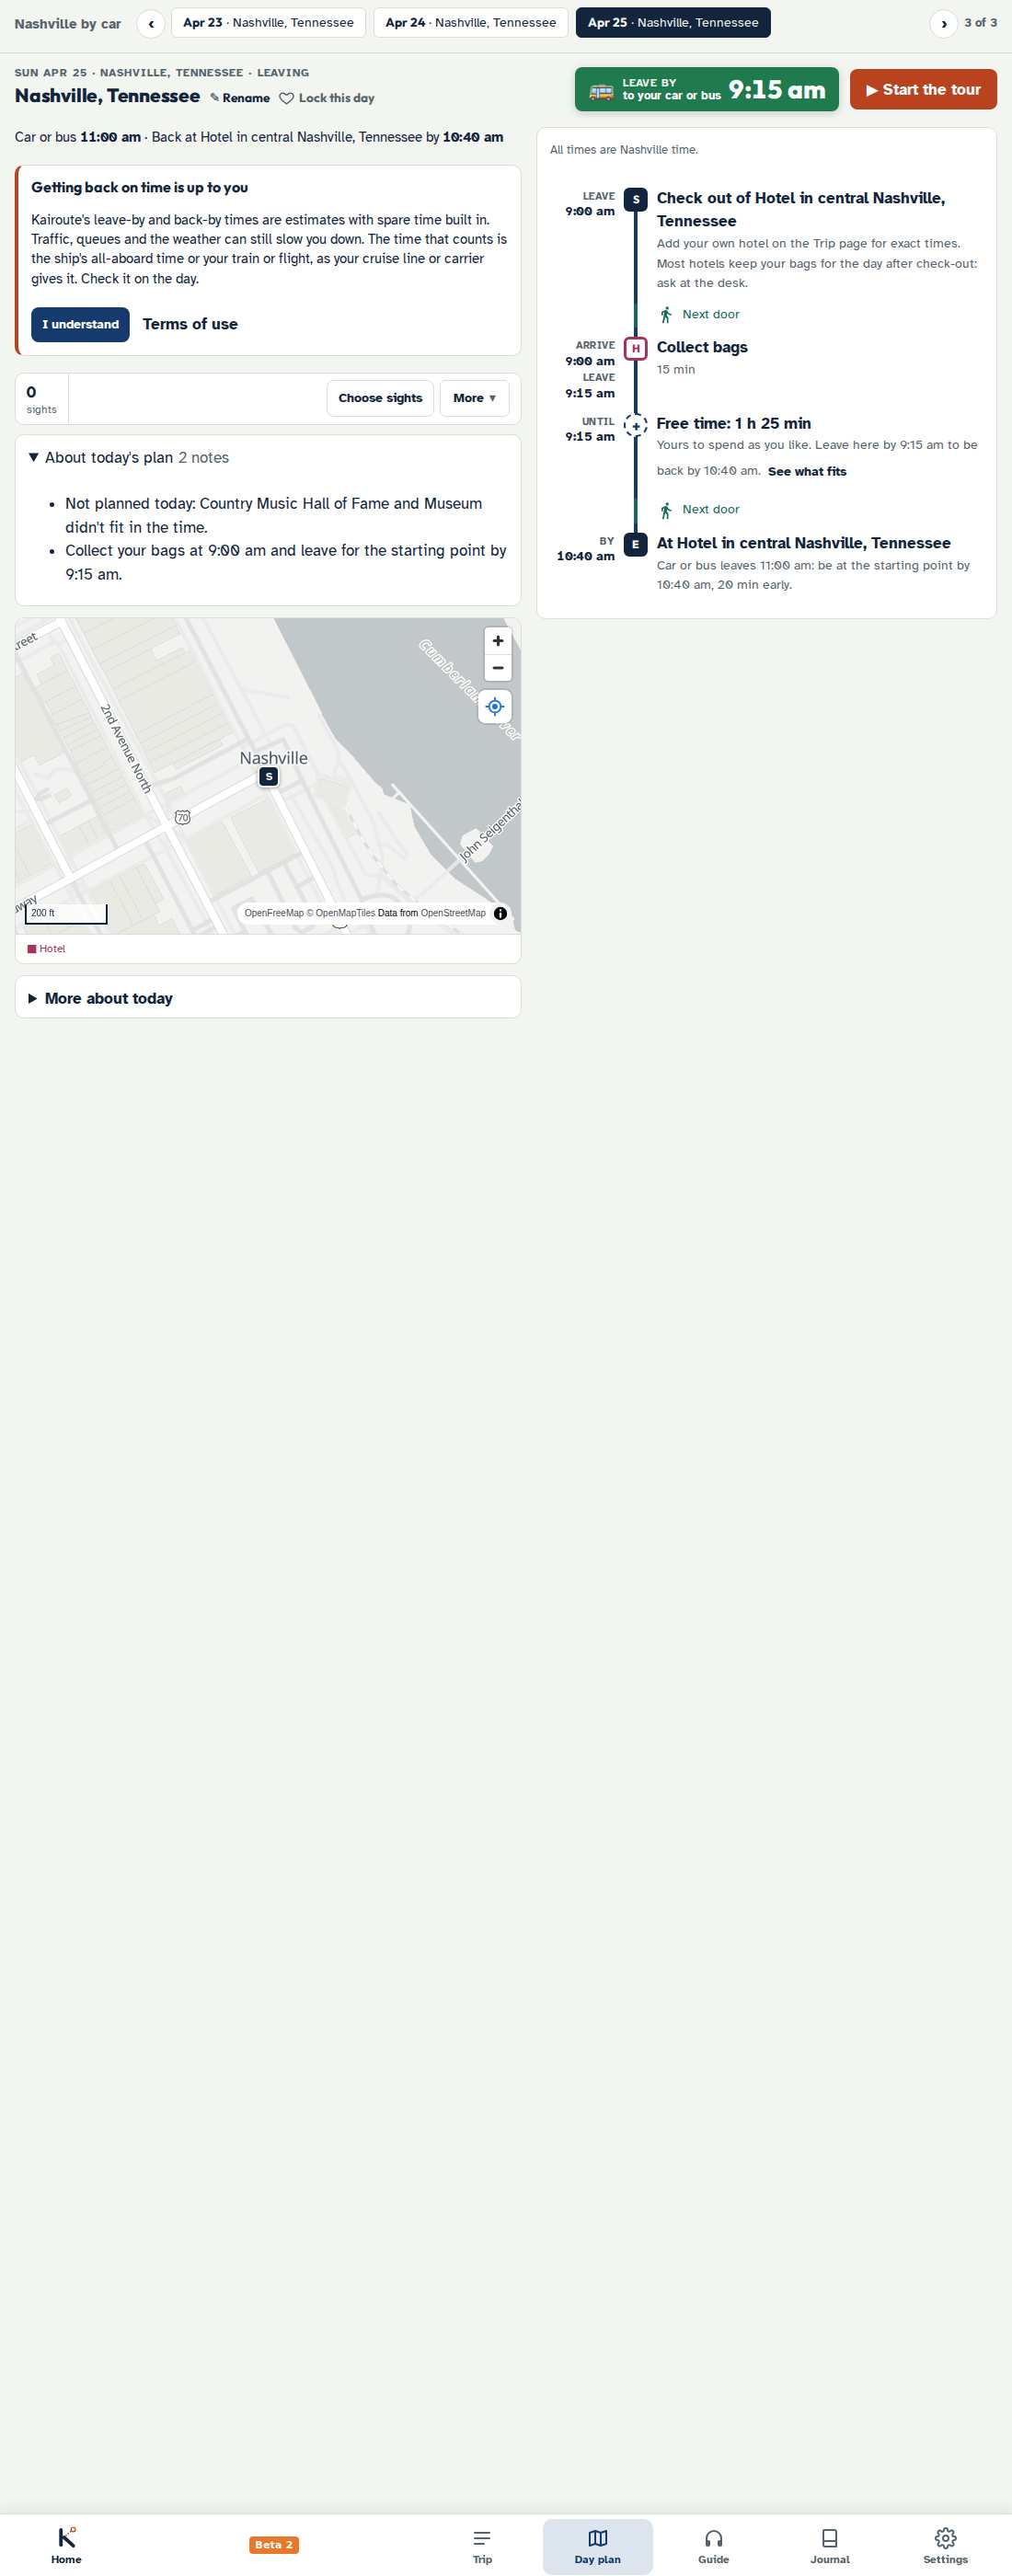 Nashville by car
‹
Apr 23 · Nashville, Tennessee
Apr 24 · Nashville, Tennessee
Apr 25 · Nashville, Tennessee
›
3 of 3
SUN APR 25 · NASHVILLE, TENNESSEE · LEAVING
Nashville, Tennessee
✎ Rename
Lock this day
LEAVE BY
to your car or bus
9:15 am
▶ Start the tour
Car or bus 11:00 am · Back at Hotel in central Nashville, Tennessee by 10:40 am
Getting back on time is up to you
Kairoute's leave-by and back-by times are estimates with spare time built in.
Traffic, queues and the weather can still slow you down. The time that counts is
the ship's all-aboard time or your train or flight, as your cruise line or carrier
gives it. Check it on the day.
I understand
Terms of use
0
sights
Choose sights
More ▼
▼ About today's plan 2 notes
• Not planned today: Country Music Hall of Fame and Museum
didn't fit in the time.
• Collect your bags at 9:00 am and leave for the starting point by
9:15 am.
2nd Avenue North
Nashville
S
70
+
−
200 ft
OpenFreeMap © OpenMapTiles Data from OpenStreetMap
Hotel
▶ More about today
All times are Nashville time.
LEAVE
9:00 am
S
Check out of Hotel in central Nashville,
Tennessee
Add your own hotel on the Trip page for exact times.
Most hotels keep your bags for the day after check-out:
ask at the desk.
Next door
ARRIVE
9:00 am
LEAVE
9:15 am
H
Collect bags
15 min
UNTIL
9:15 am
+
Free time: 1 h 25 min
Yours to spend as you like. Leave here by 9:15 am to be
back by 10:40 am. See what fits
Next door
BY
10:40 am
E
At Hotel in central Nashville, Tennessee
Car or bus leaves 11:00 am: be at the starting point by
10:40 am, 20 min early.
Home
Beta 2
Trip
Day plan
Guide
Journal
Settings